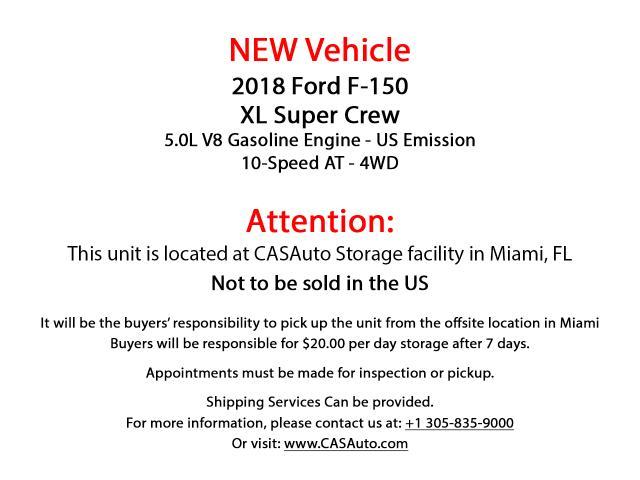 NEW Vehicle
2018 Ford F-150
XL Super Crew
5.0L V8 Gasoline Engine - US Emission
10-Speed AT - 4WD
Attention:
This unit is located at CASAuto Storage facility in Miami, FL
Not to be sold in the US
It will be the buyers’ responsibility to pick up the unit from the offsite location in Miami
Buyers will be responsible for $20.00 per day storage after 7 days.
Appointments must be made for inspection or pickup.
Shipping Services Can be provided.
For more information, please contact us at: +1 305-835-9000
Or visit: www.CASAuto.com